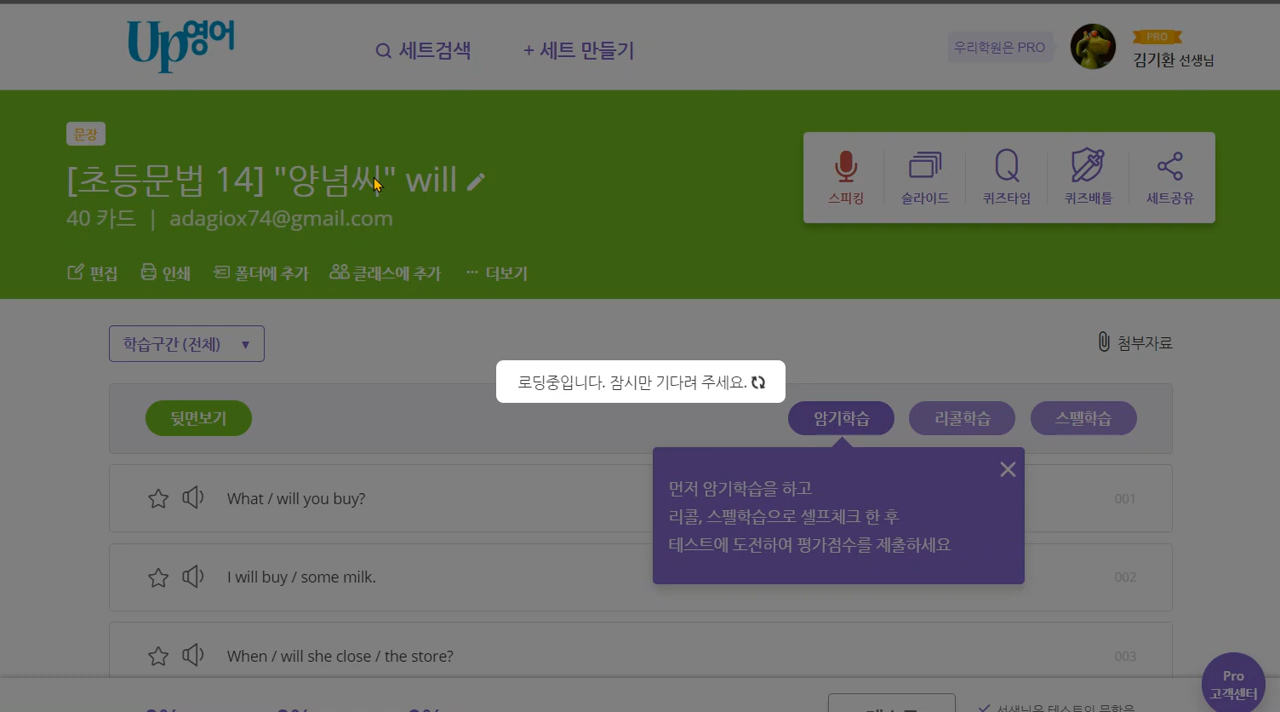 Up영어
세트검색
+ 세트 만들기
우리학원은 PRO
PRO
김기환 선생님
문장
[초등문법 14] "양념씨" will
40 카드 | adagiox74@gmail.com
편집
인쇄
폴더에 추가
클래스에 추가
··· 더보기
스피킹
슬라이드
퀴즈타임
퀴즈배틀
세트공유
학습구간 (전체) ▼
첨부자료
로딩중입니다. 잠시만 기다려 주세요.
뒷면보기
암기학습
리콜학습
스펠학습
먼저 암기학습을 하고
리콜, 스펠학습으로 셀프체크 한 후
테스트에 도전하여 평가점수를 제출하세요
What / will you buy?
001
I will buy / some milk.
002
When / will she close / the store?
003
Pro
고객센터